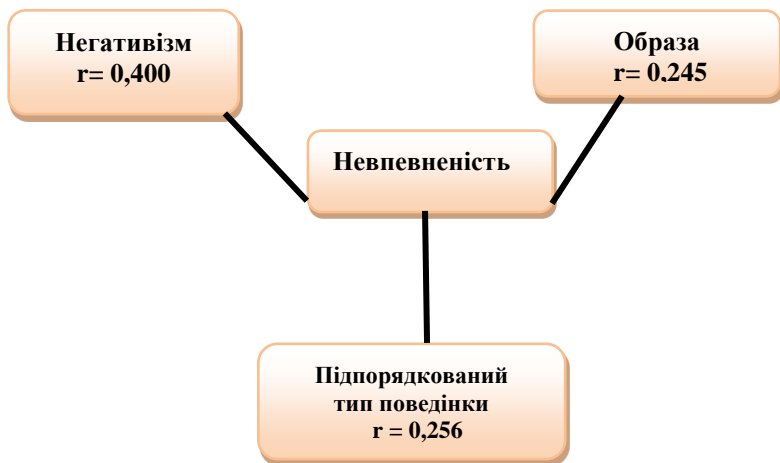 Негативізм
r= 0,400
Образа
r= 0,245
Невпевненість
Підпорядкований
тип поведінки
r = 0,256